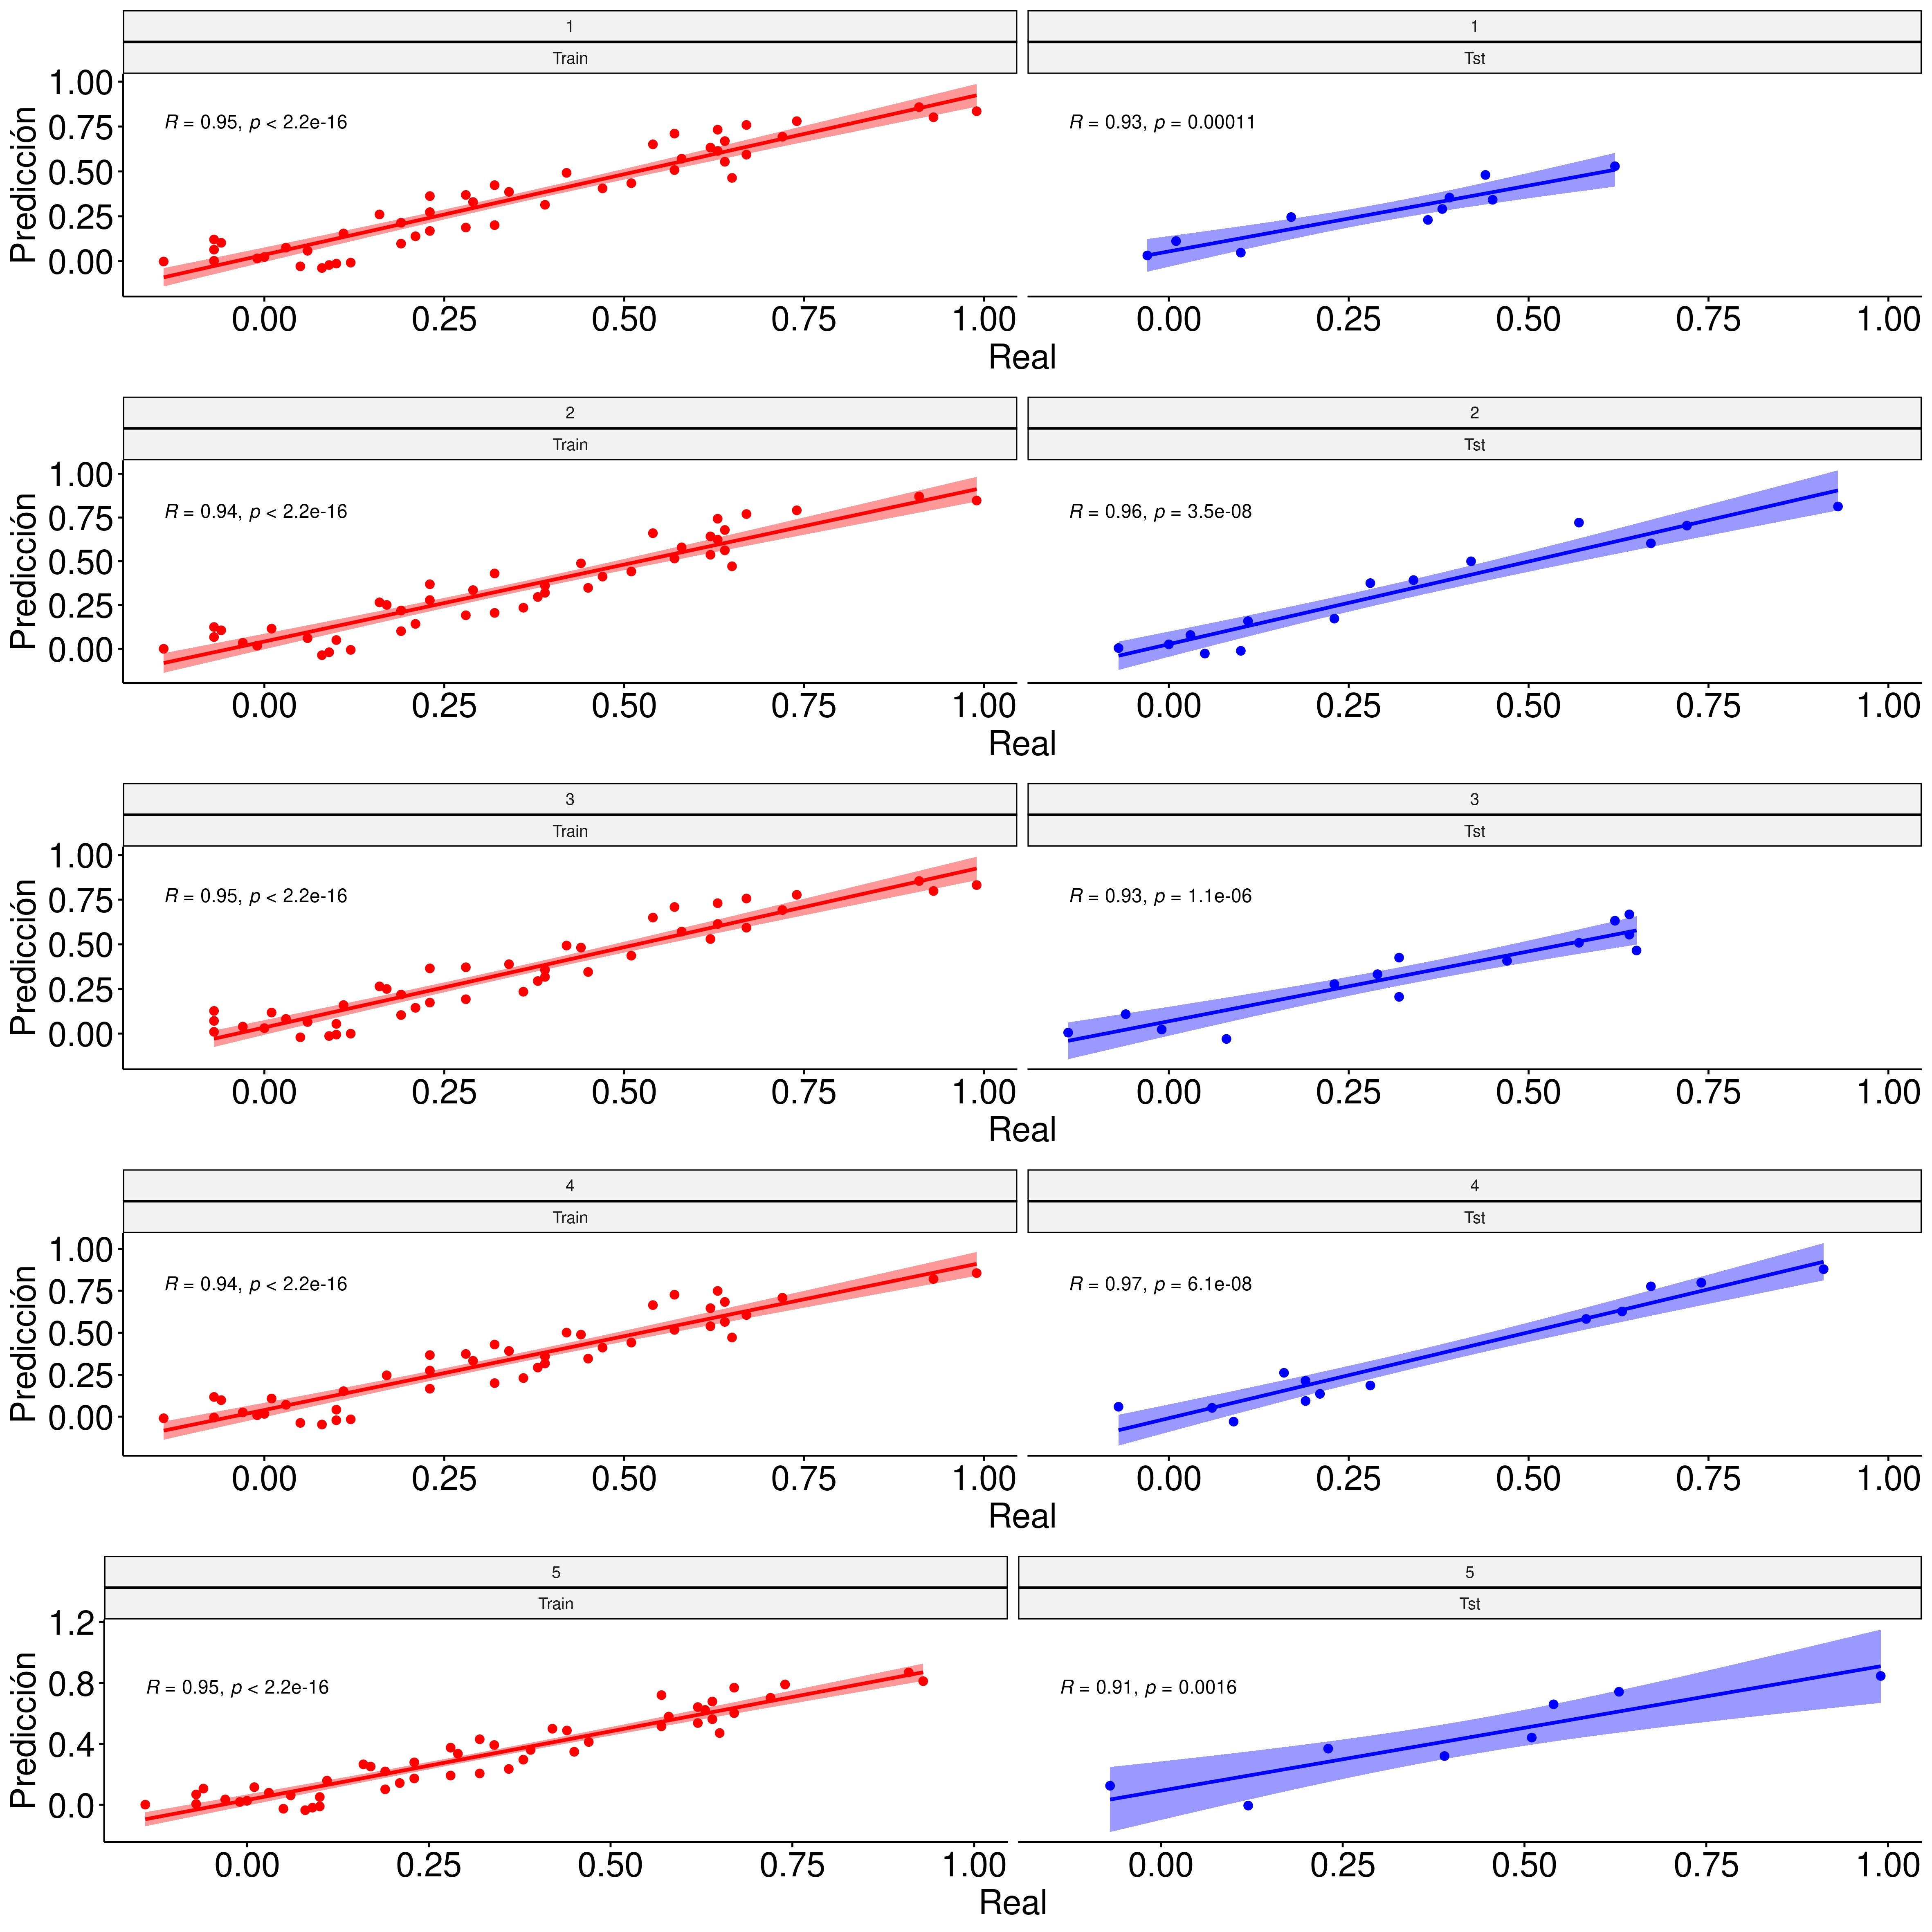 1 1
Train Tst
1.00
0.75
0.50
0.25
0.00
Predicción
R = 0.95, p < 2.2e-16 R = 0.93, p = 0.00011
0.00 0.25 0.50 0.75 1.00 0.00 0.25 0.50 0.75 1.00
Real
2 2
Train Tst
1.00
0.75
0.50
0.25
0.00
Predicción
R = 0.94, p < 2.2e-16 R = 0.96, p = 3.5e-08
0.00 0.25 0.50 0.75 1.00 0.00 0.25 0.50 0.75 1.00
Real
3 3
Train Tst
1.00
0.75
0.50
0.25
0.00
Predicción
R = 0.95, p < 2.2e-16 R = 0.93, p = 1.1e-06
0.00 0.25 0.50 0.75 1.00 0.00 0.25 0.50 0.75 1.00
Real
4 4
Train Tst
1.00
0.75
0.50
0.25
0.00
Predicción
R = 0.94, p < 2.2e-16 R = 0.97, p = 6.1e-08
0.00 0.25 0.50 0.75 1.00 0.00 0.25 0.50 0.75 1.00
Real
5 5
Train Tst
1.2
0.8
0.4
0.0
Predicción
R = 0.95, p < 2.2e-16 R = 0.91, p = 0.0016
0.00 0.25 0.50 0.75 1.00 0.00 0.25 0.50 0.75 1.00
Real